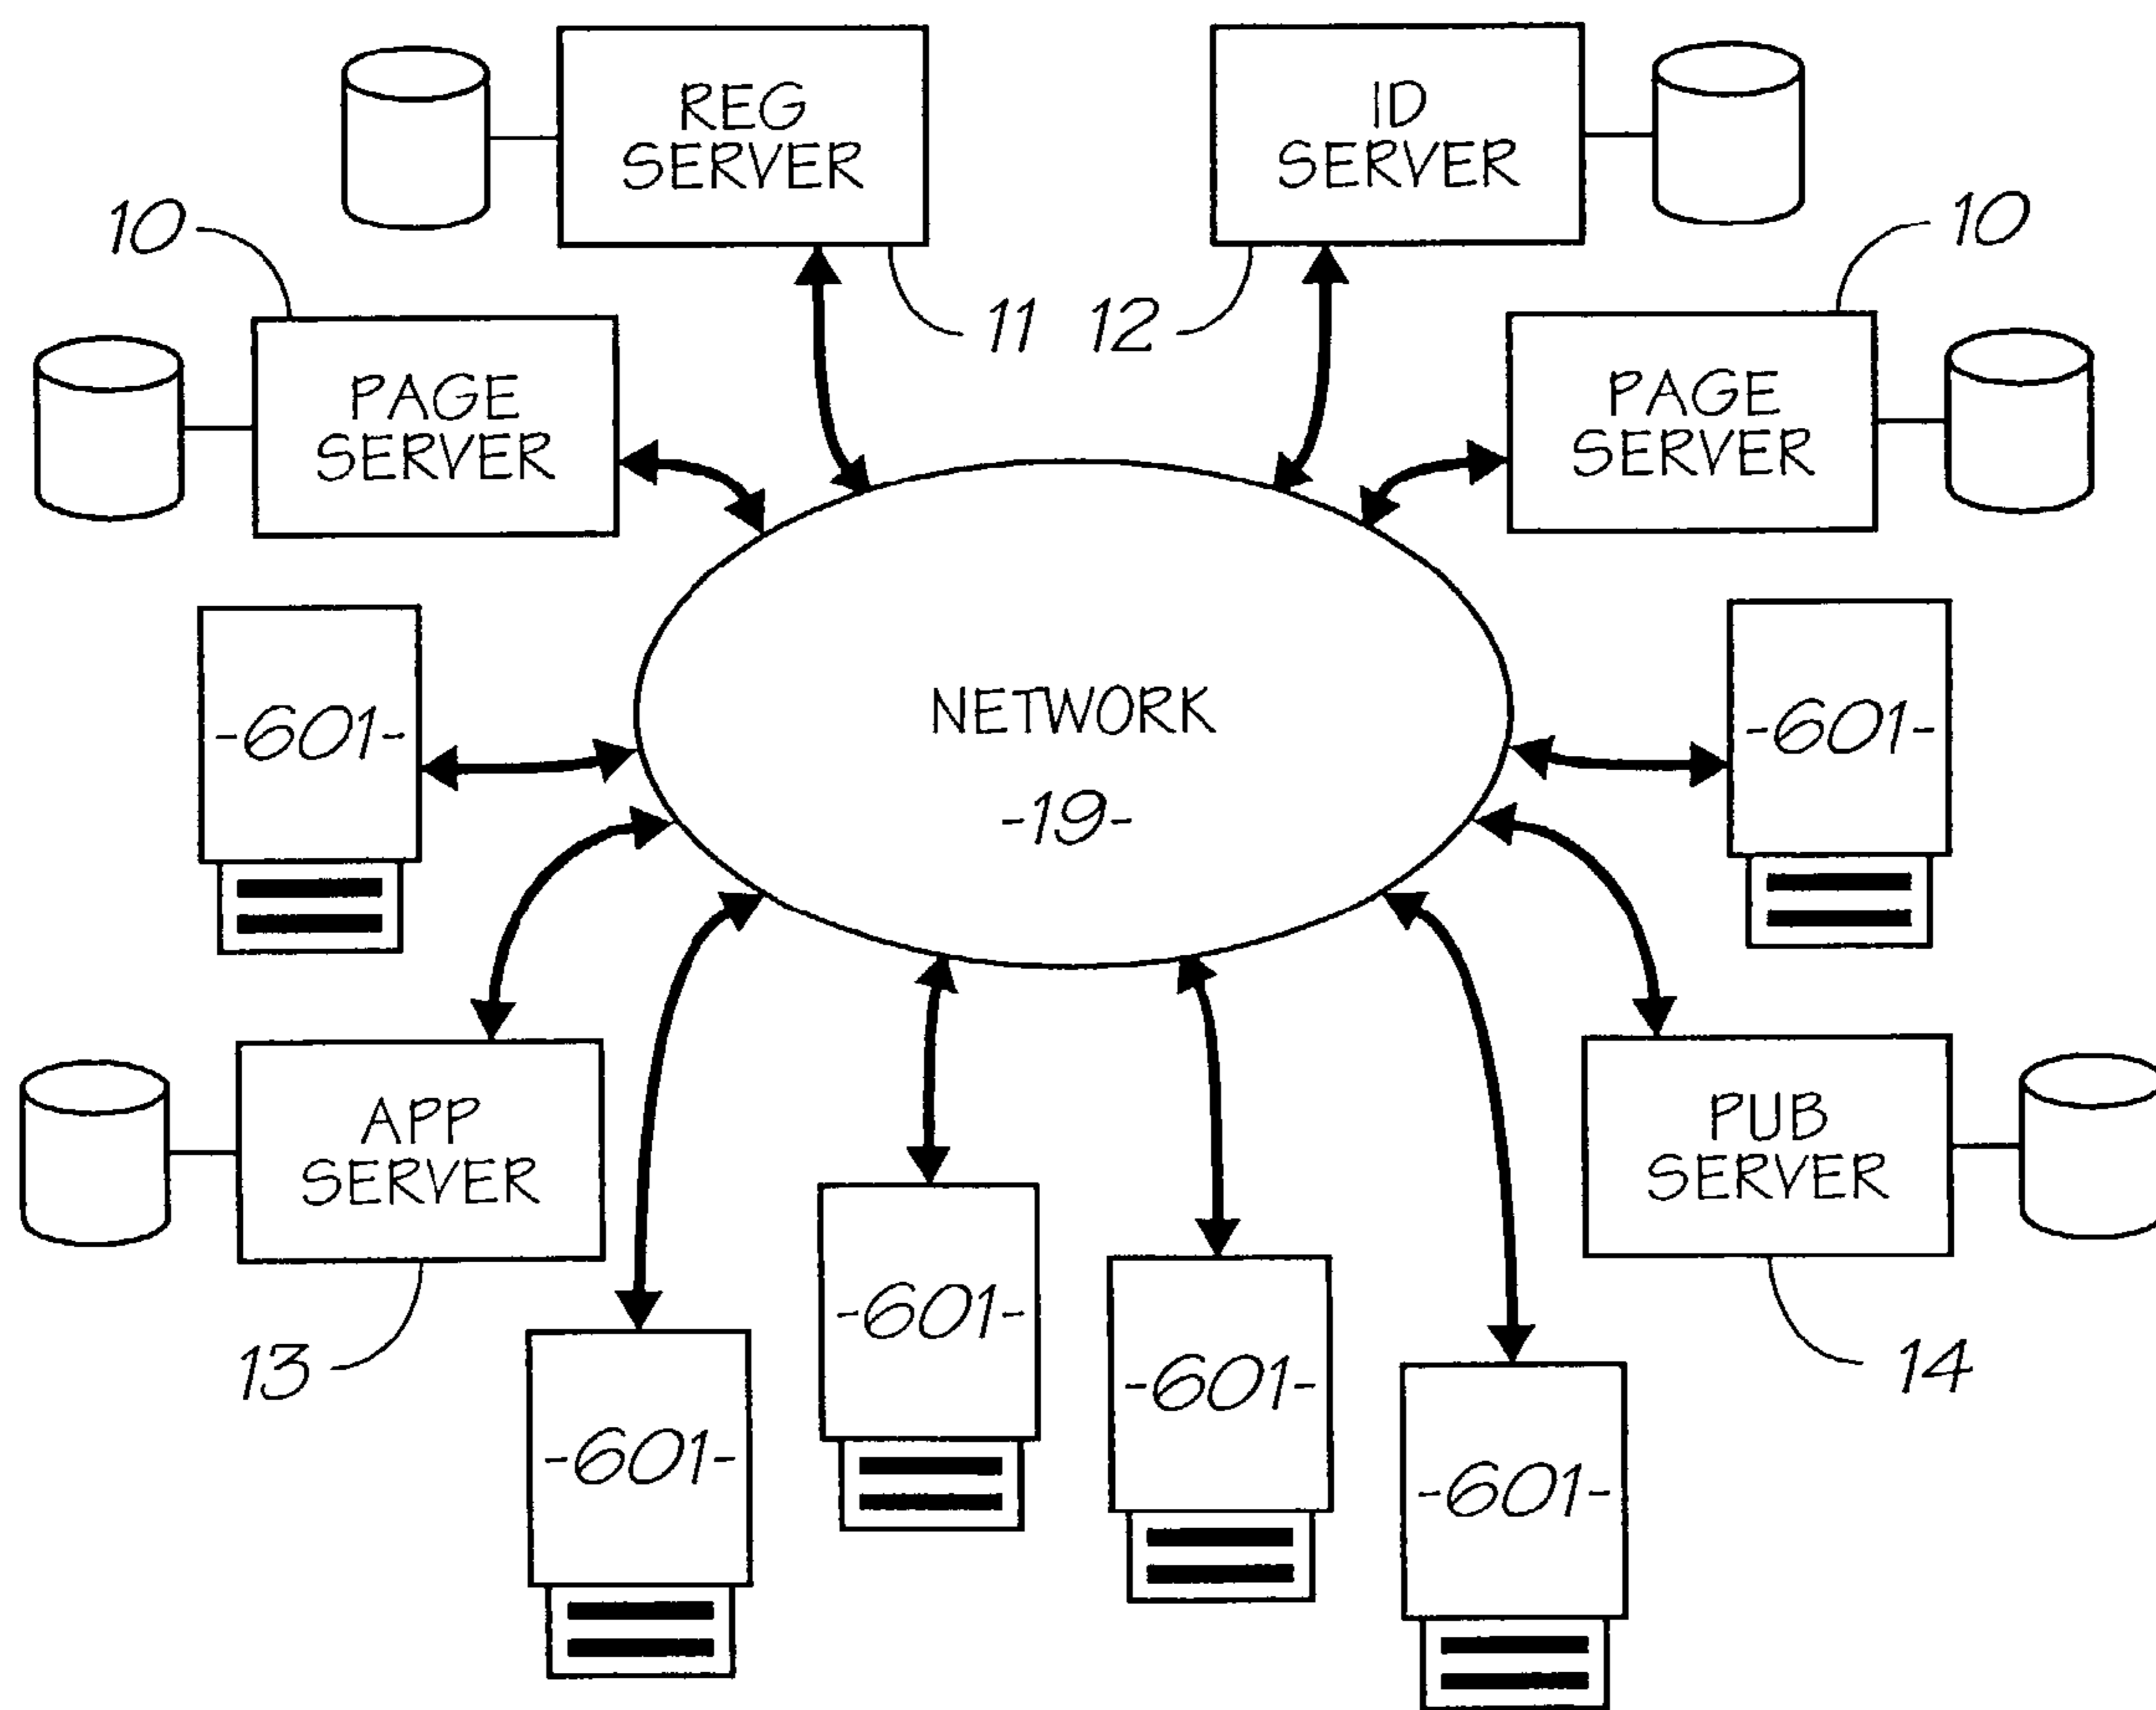 REG
SERVER
ID
SERVER
10
10
11
12
PAGE
SERVER
PAGE
SERVER
-601-
NETWORK
-19-
-601-
APP
SERVER
PUB
SERVER
13
14
-601-
-601-
-601-
-601-